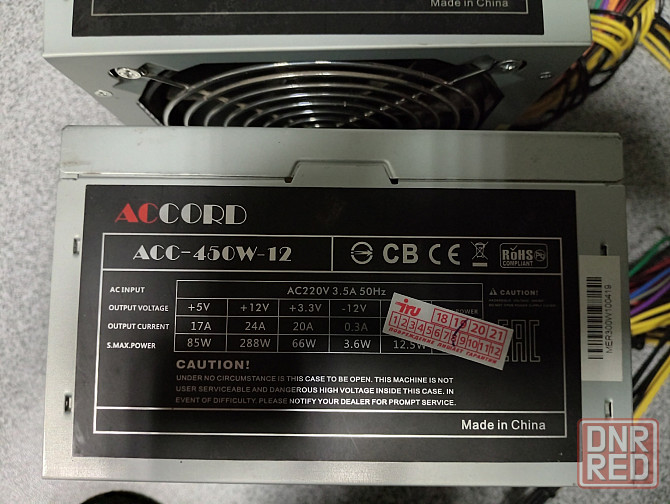 Made in China
ACCORD
ACC-450W-12
CB CE RoHS
COMPLIANT
AC INPUT AC220V 3.5A 50Hz
CAUTION!
OUTPUT VOLTAGE +5V +12V +3.3V -12V
OUTPUT CURRENT 17A 24A 20A 0.3A
S.MAX.POWER 85W 288W 66W 3.6W 12.5W
iru 18 19 20 21
1 2 3 4 5 6 7 8 9 10 11 12
ПОВРЕЖДЕНИЕ ЛИШАЕТ ГАРАНТИИ
EAC
MER300W100419
CAUTION!
UNDER NO CIRCUMSTANCE IS THIS CASE TO BE OPEN. THIS MACHINE IS NOT
USER SERVICEABLE AND DANGEROUS HIGH VOLTAGE INSIDE THIS CASE. IN
EVENT OF DIFFICULTY. PLEASE NOTIFY YOUR DEALER FOR PROMPT SERVICE.
Made in China
DNR
RED